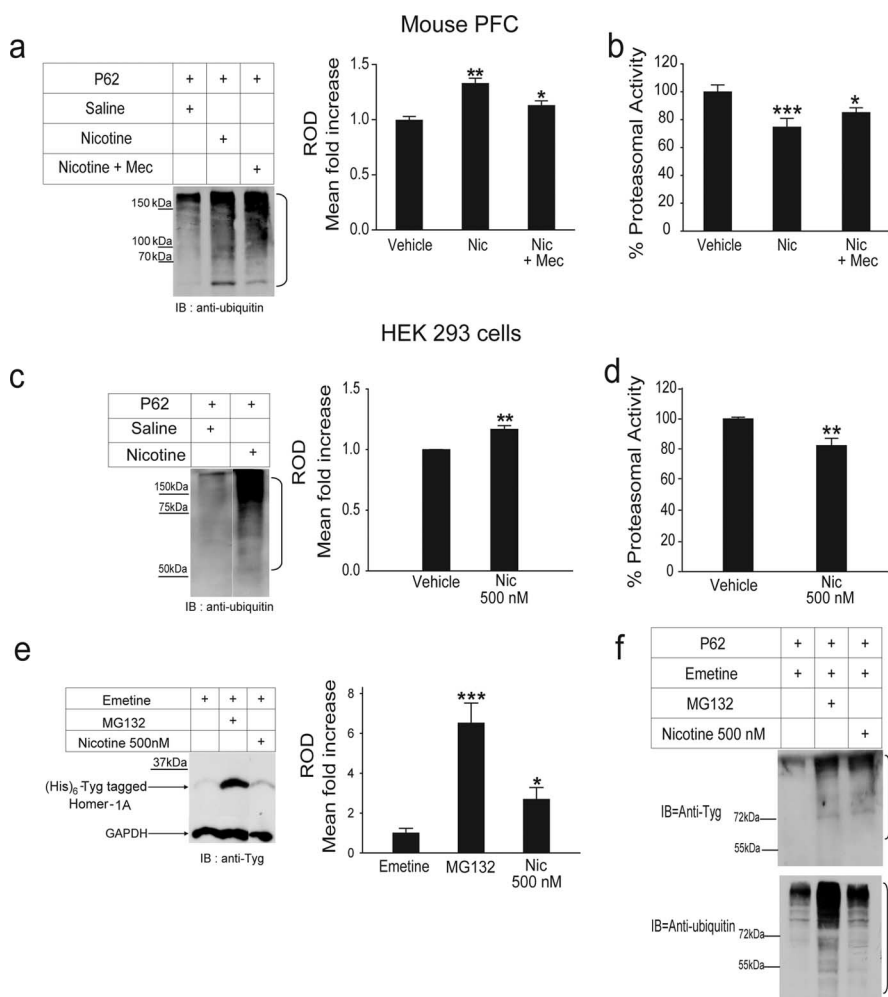 Mouse PFC
a
P62 + + +
Saline +
Nicotine +
Nicotine + Mec +
150 kDa
100 kDa
70 kDa
IB : anti-ubiquitin
ROD
Mean fold increase
1.5
1.0
0.5
0.0
**
*
Vehicle Nic Nic
+ Mec
b
% Proteasomal Activity
120
100
80
60
40
20
0
***
*
Vehicle Nic Nic
+ Mec
HEK 293 cells
c
P62 + +
Saline +
Nicotine +
150kDa
75kDa
50kDa
IB : anti-ubiquitin
ROD
Mean fold increase
1.5
1.0
0.5
0.0
**
Vehicle Nic
500 nM
d
% Proteasomal Activity
120
100
80
60
40
20
0
**
Vehicle Nic
500 nM
e
Emetine + + +
MG132 +
Nicotine 500nM +
37kDa
(His)6-Tyg tagged
Homer-1A
GAPDH
IB : anti-Tyg
ROD
Mean fold increase
8
6
4
2
0
***
*
Emetine MG132 Nic
500 nM
f
P62 + + +
Emetine + + +
MG132 +
Nicotine 500 nM +
IB=Anti-Tyg
72kDa
55kDa
IB=Anti-ubiquitin
72kDa
55kDa